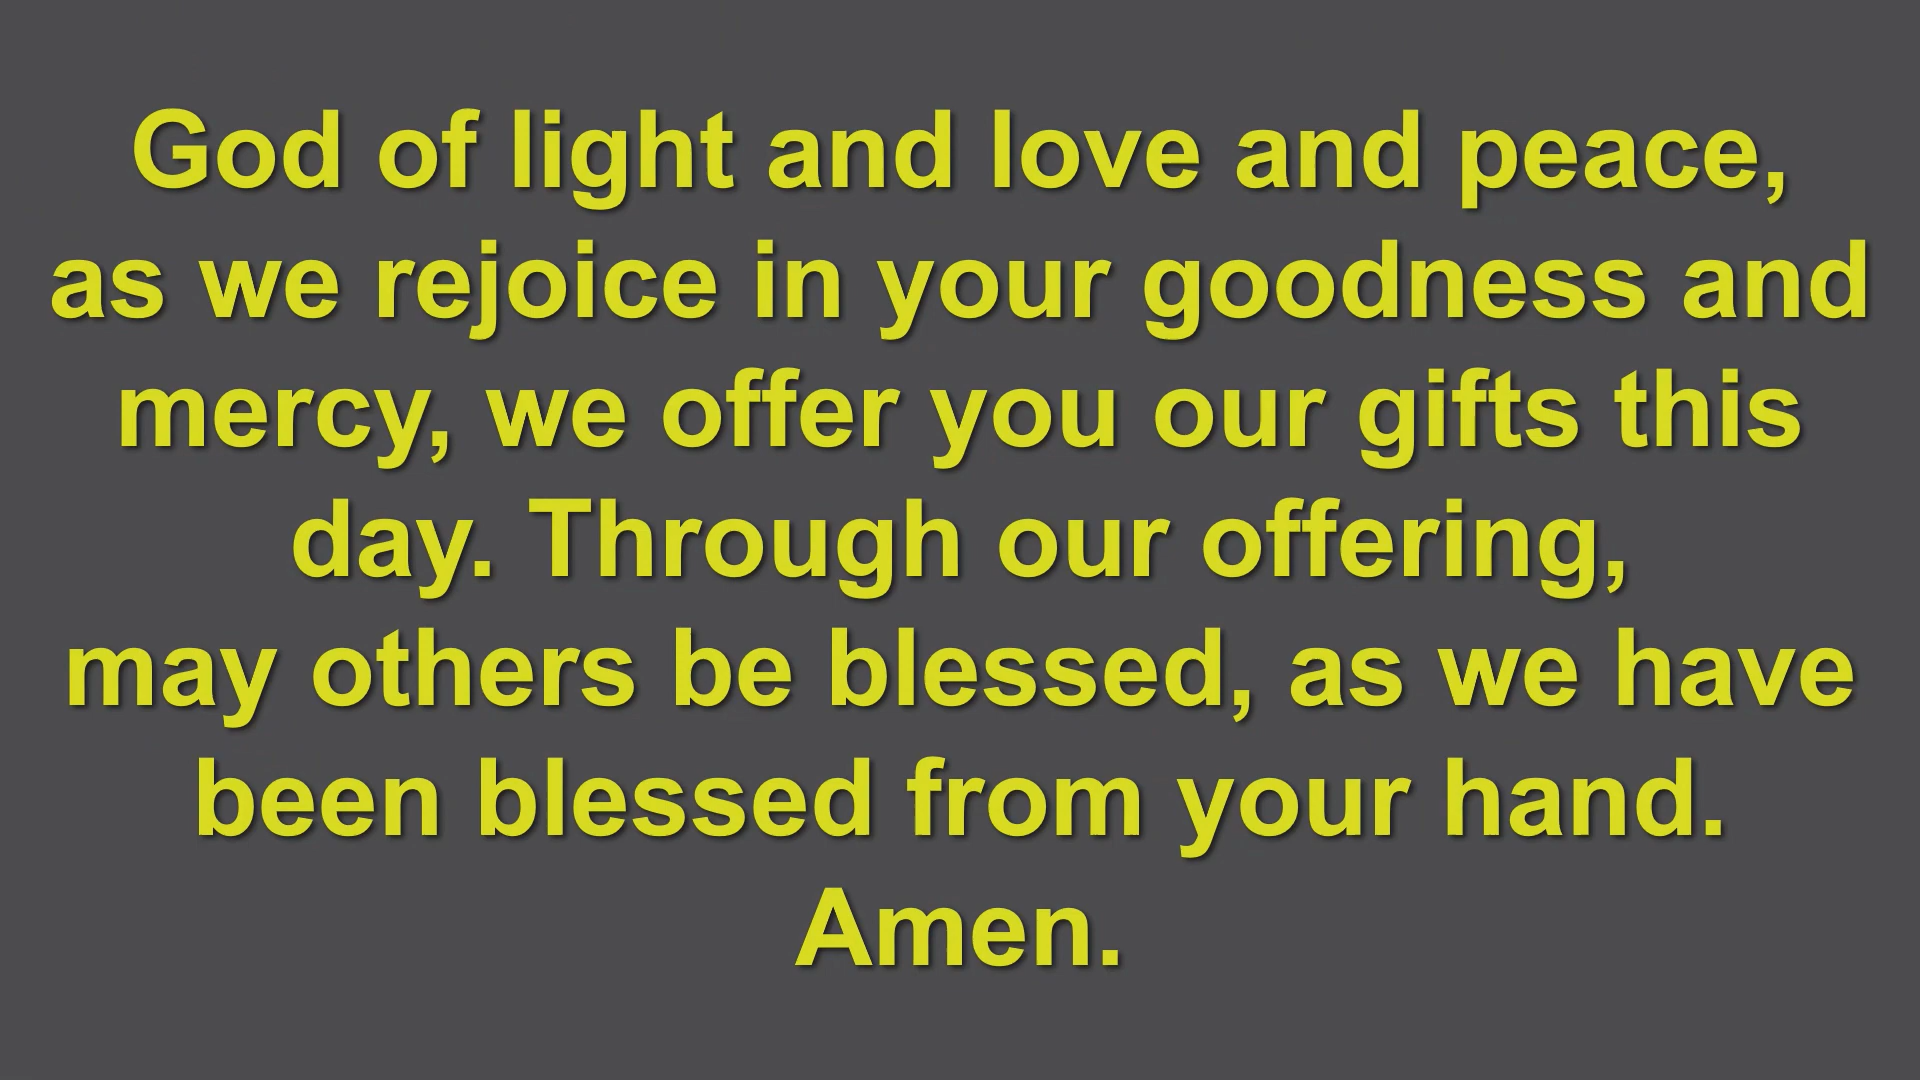 God of light and love and peace,
as we rejoice in your goodness and
mercy, we offer you our gifts this
day. Through our offering,
may others be blessed, as we have
been blessed from your hand.
Amen.